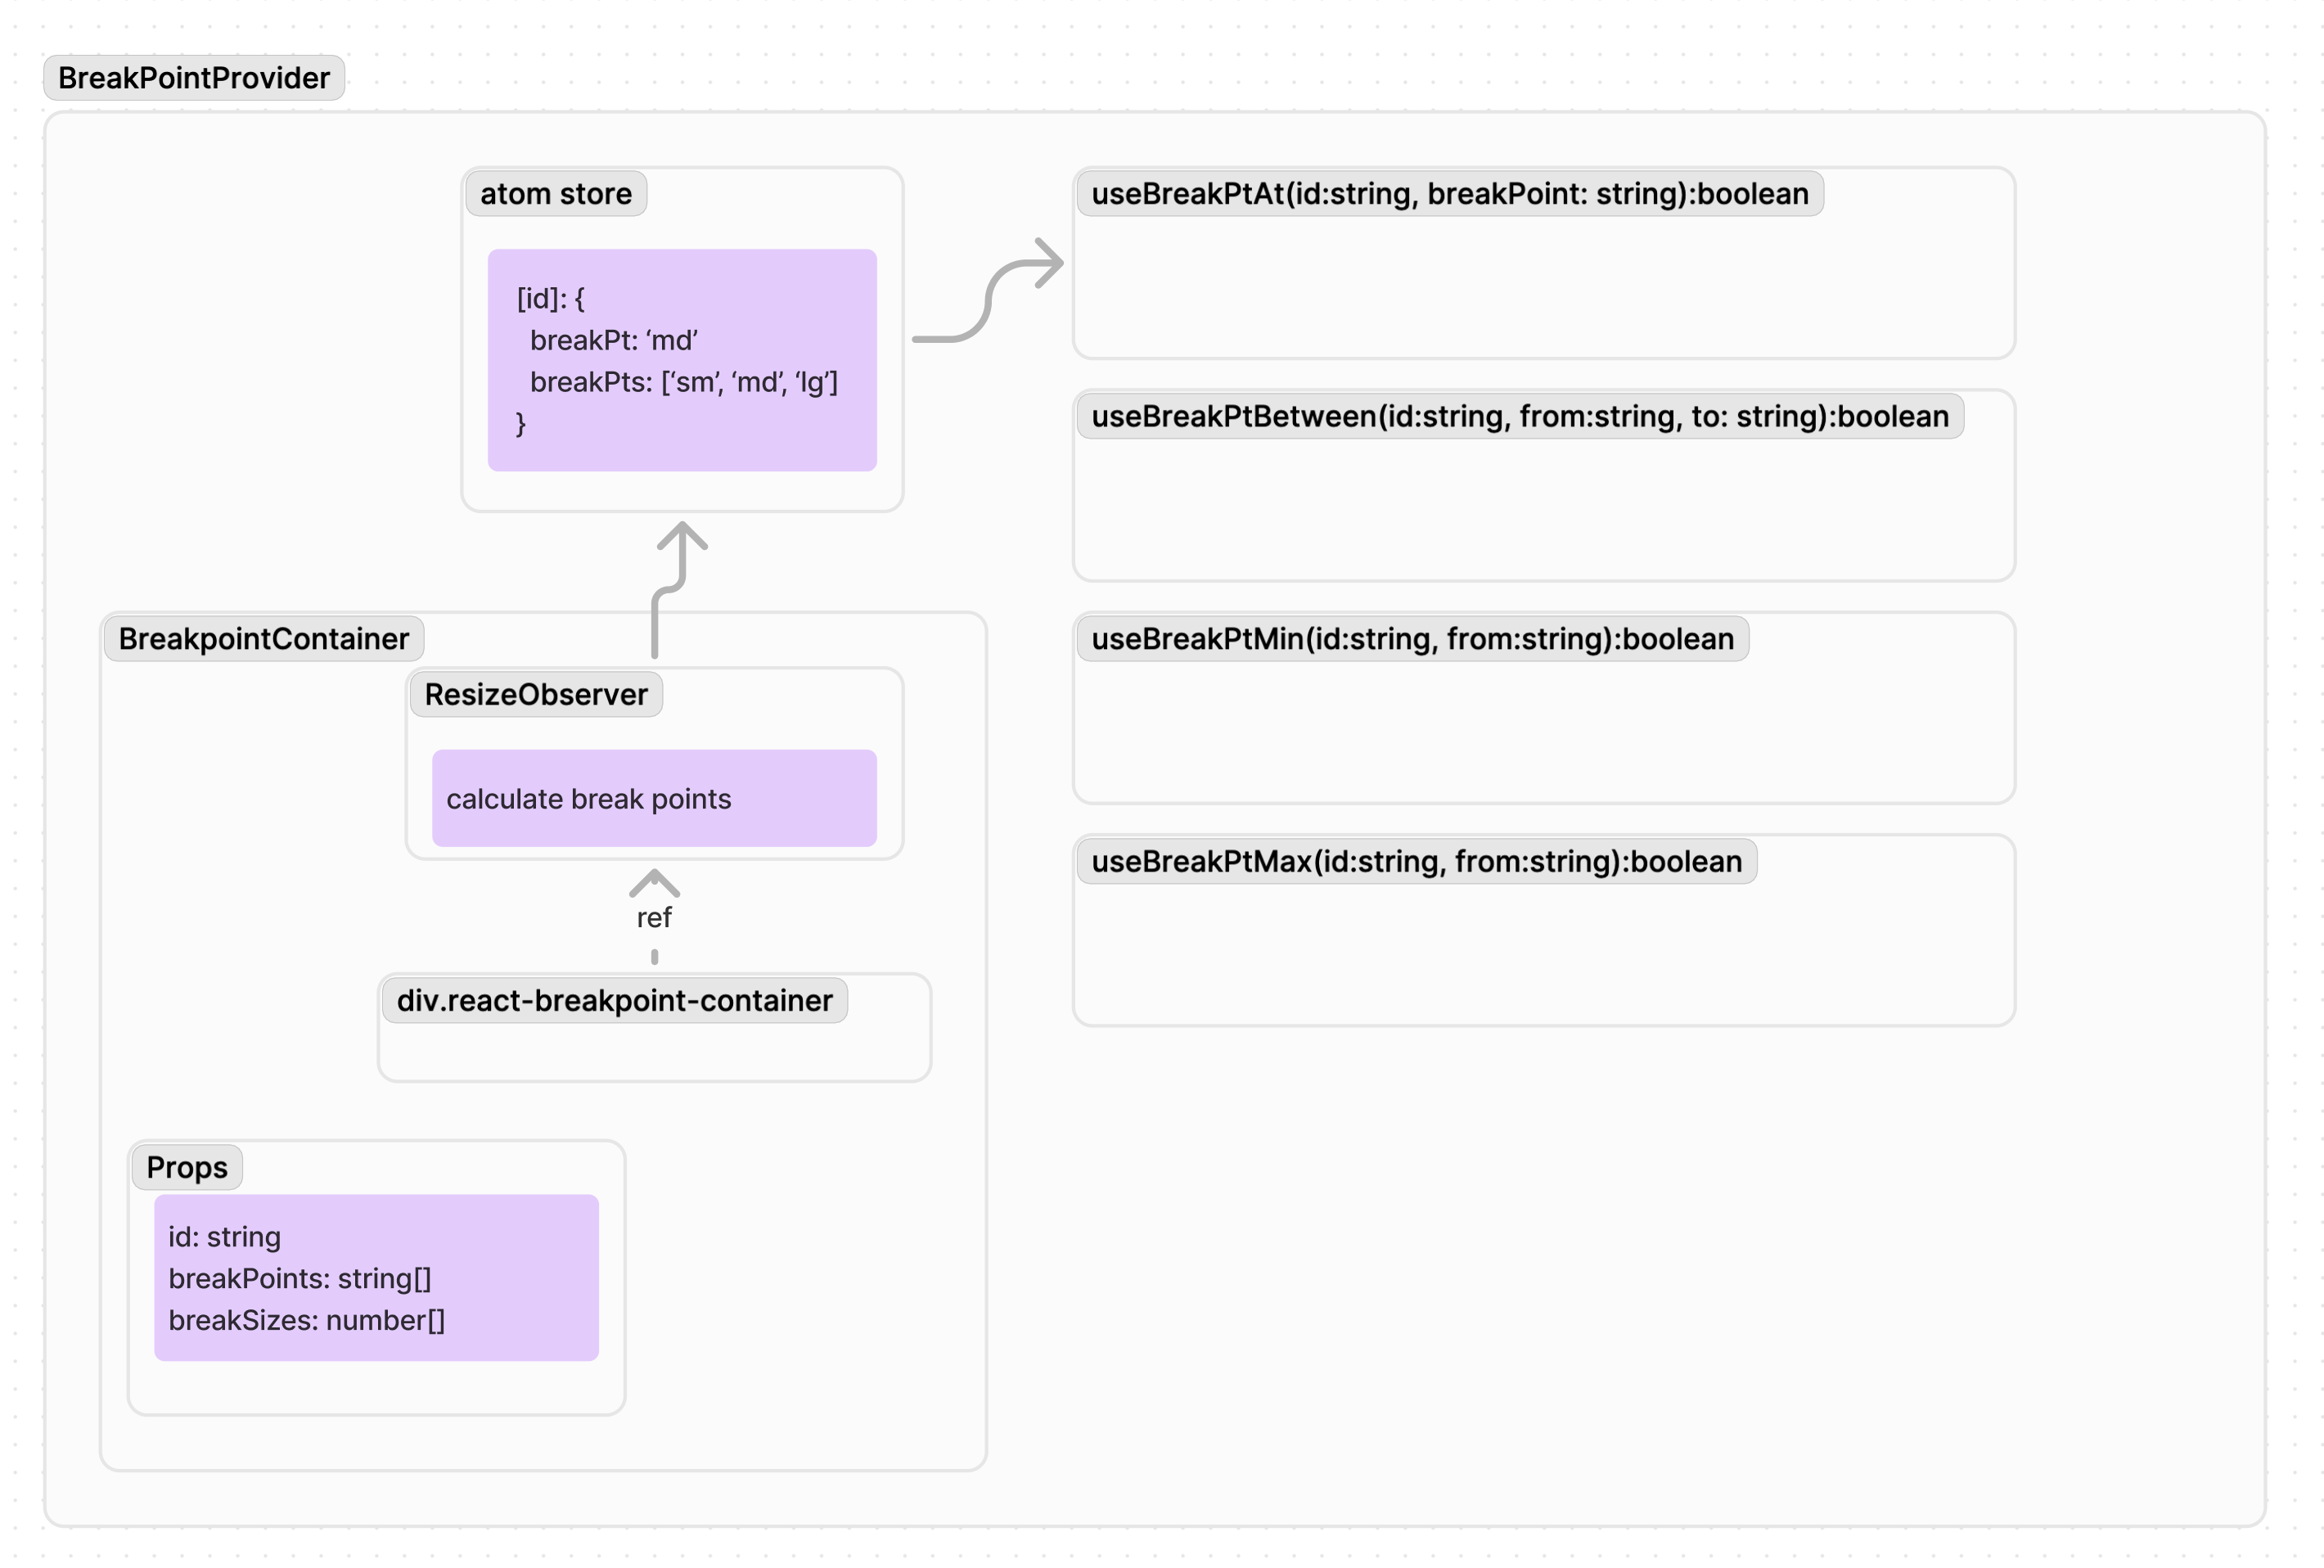 BreakPointProvider
atom store
[id]: {
breakPt: ‘md’
breakPts: [‘sm’, ‘md’, ‘lg’]
}
useBreakPtAt(id:string, breakPoint: string):boolean
useBreakPtBetween(id:string, from:string, to: string):boolean
useBreakPtMin(id:string, from:string):boolean
useBreakPtMax(id:string, from:string):boolean
BreakpointContainer
ResizeObserver
calculate break points
ref
div.react-breakpoint-container
Props
id: string
breakPoints: string[]
breakSizes: number[]